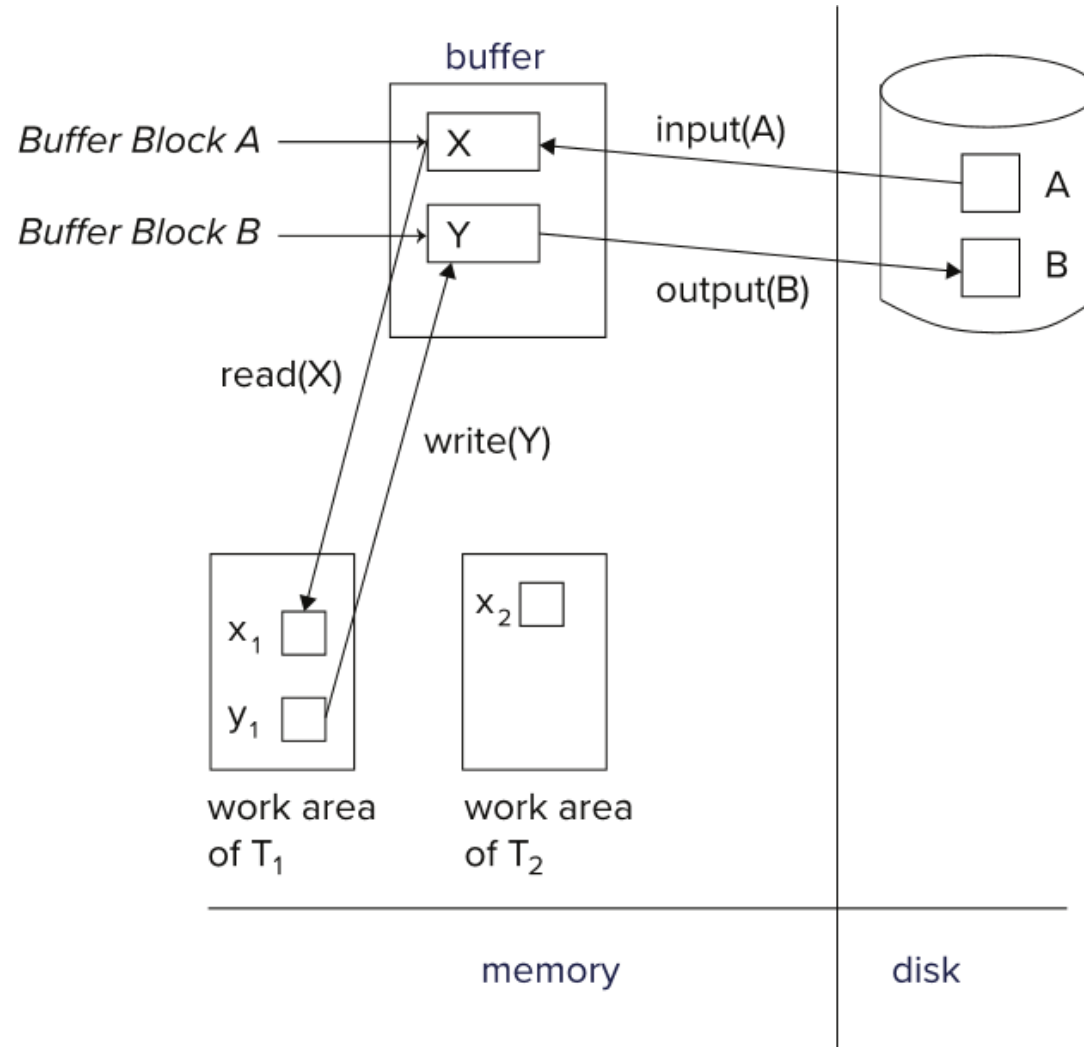 buffer
Buffer Block A
X
input(A)
A
Buffer Block B
Y
B
output(B)
read(X)
write(Y)
x₁
x₂
y₁
work area
of T₁
work area
of T₂
memory
disk